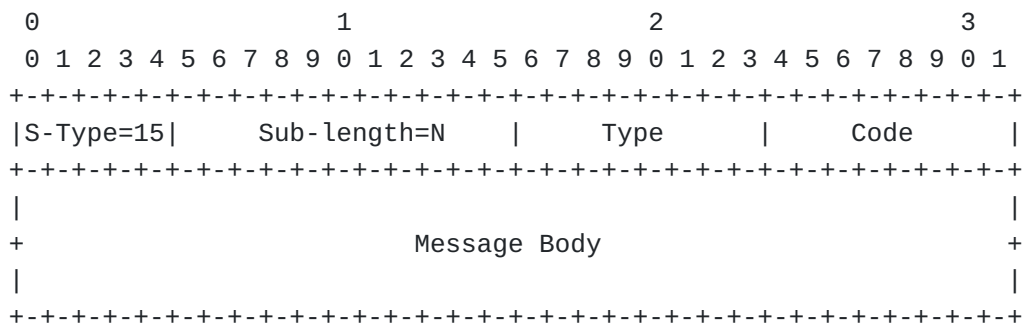 0                   1                   2                   3
0 1 2 3 4 5 6 7 8 9 0 1 2 3 4 5 6 7 8 9 0 1 2 3 4 5 6 7 8 9 0 1
+-+-+-+-+-+-+-+-+-+-+-+-+-+-+-+-+-+-+-+-+-+-+-+-+-+-+-+-+-+-+-+-+
|S-Type=15|     Sub-length=N    |     Type      |     Code      |
+-+-+-+-+-+-+-+-+-+-+-+-+-+-+-+-+-+-+-+-+-+-+-+-+-+-+-+-+-+-+-+-+
|                                                               |
+                         Message Body                          +
|                                                               |
+-+-+-+-+-+-+-+-+-+-+-+-+-+-+-+-+-+-+-+-+-+-+-+-+-+-+-+-+-+-+-+-+